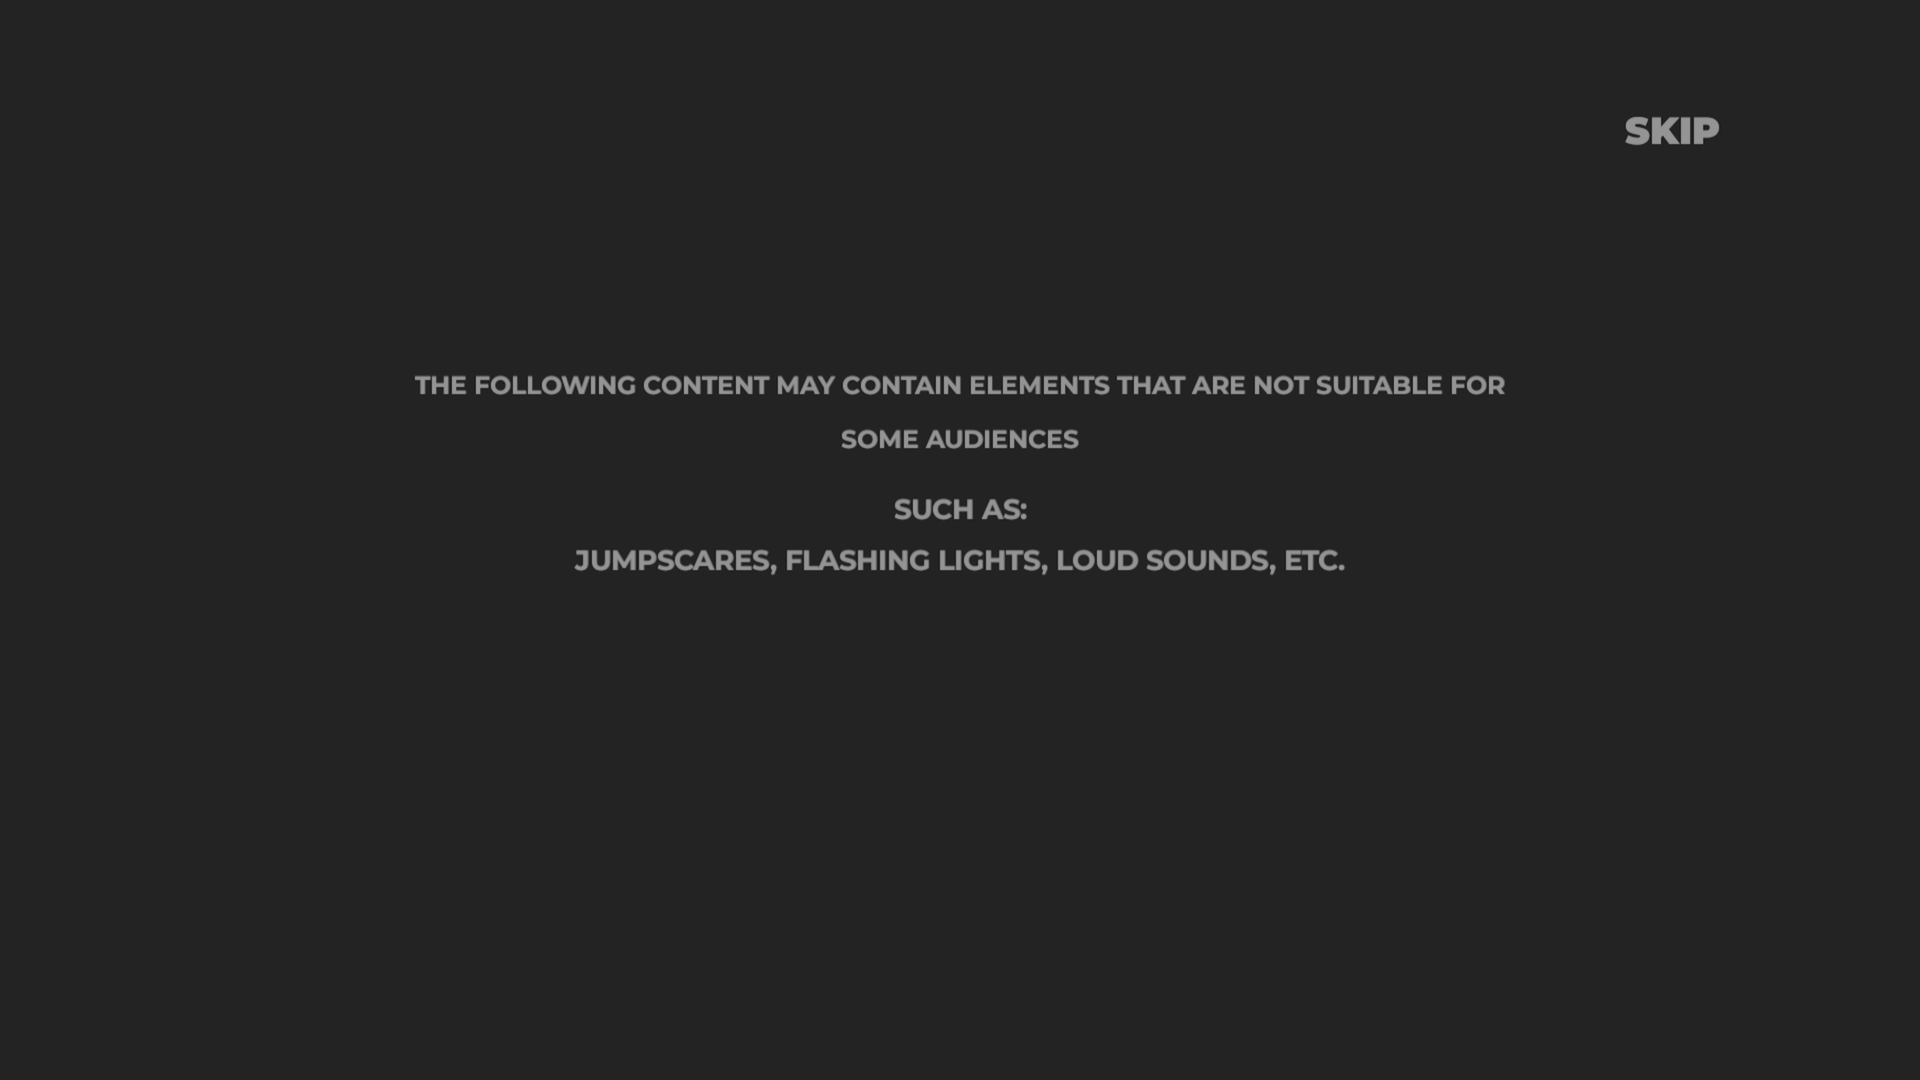 SKIP
THE FOLLOWING CONTENT MAY CONTAIN ELEMENTS THAT ARE NOT SUITABLE FOR
SOME AUDIENCES
SUCH AS:
JUMPSCARES, FLASHING LIGHTS, LOUD SOUNDS, ETC.